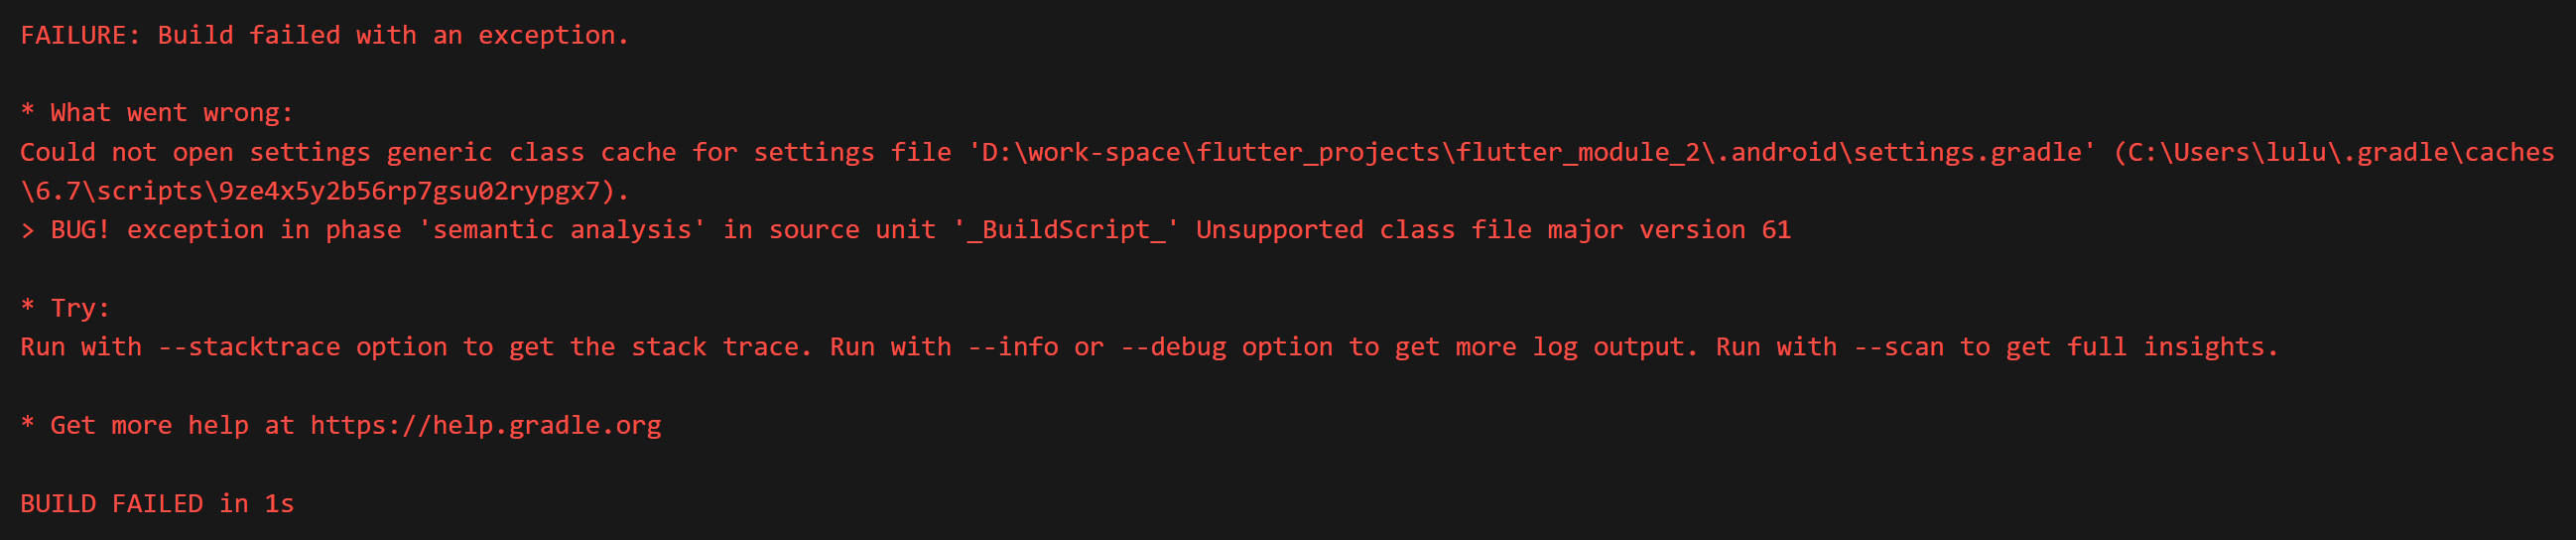 FAILURE: Build failed with an exception.
* What went wrong:
Could not open settings generic class cache for settings file 'D:\work-space\flutter_projects\flutter_module_2\.android\settings.gradle' (C:\Users\lulu\.gradle\caches
\6.7\scripts\9ze4x5y2b56rp7gsu02rypgx7).
> BUG! exception in phase 'semantic analysis' in source unit '_BuildScript_' Unsupported class file major version 61
* Try:
Run with --stacktrace option to get the stack trace. Run with --info or --debug option to get more log output. Run with --scan to get full insights.
* Get more help at https://help.gradle.org
BUILD FAILED in 1s